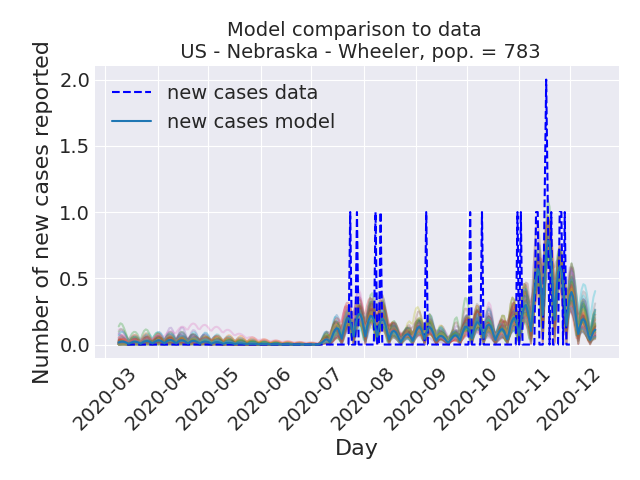 Model comparison to data
US - Nebraska - Wheeler, pop. = 783
Number of new cases reported
2.0
1.5
1.0
0.5
0.0
new cases data
new cases model
2020-03
2020-04
2020-05
2020-06
2020-07
2020-08
2020-09
2020-10
2020-11
2020-12
Day